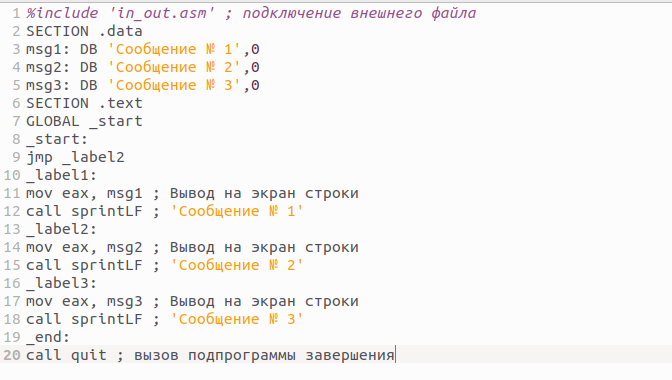 1 %include 'in_out.asm' ; подключение внешнего файла
2 SECTION .data
3 msg1: DB 'Сообщение № 1',0
4 msg2: DB 'Сообщение № 2',0
5 msg3: DB 'Сообщение № 3',0
6 SECTION .text
7 GLOBAL _start
8 _start:
9 jmp _label2
10 _label1:
11 mov eax, msg1 ; Вывод на экран строки
12 call sprintLF ; 'Сообщение № 1'
13 _label2:
14 mov eax, msg2 ; Вывод на экран строки
15 call sprintLF ; 'Сообщение № 2'
16 _label3:
17 mov eax, msg3 ; Вывод на экран строки
18 call sprintLF ; 'Сообщение № 3'
19 _end:
20 call quit ; вызов подпрограммы завершения